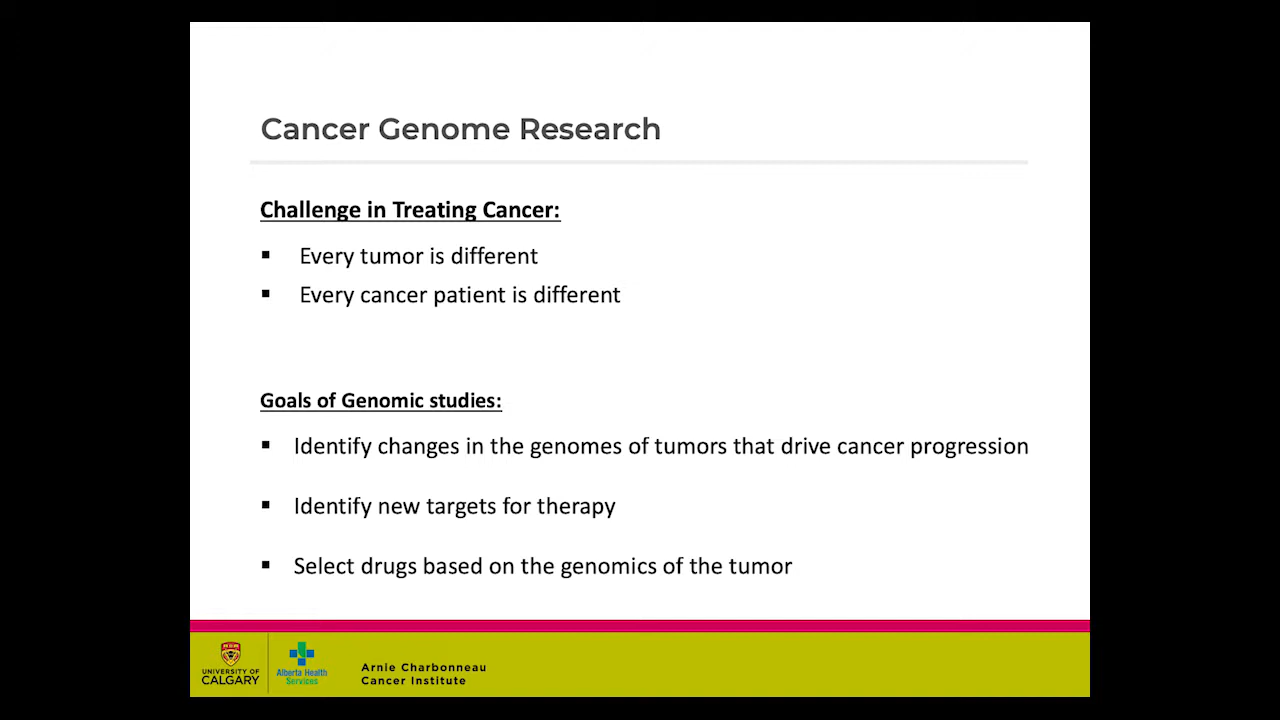 Cancer Genome Research
Challenge in Treating Cancer:
▪ Every tumor is different
▪ Every cancer patient is different
Goals of Genomic studies:
▪ Identify changes in the genomes of tumors that drive cancer progression
▪ Identify new targets for therapy
▪ Select drugs based on the genomics of the tumor
UNIVERSITY OF
CALGARY
Alberta Health
Services
Arnie Charbonneau
Cancer Institute